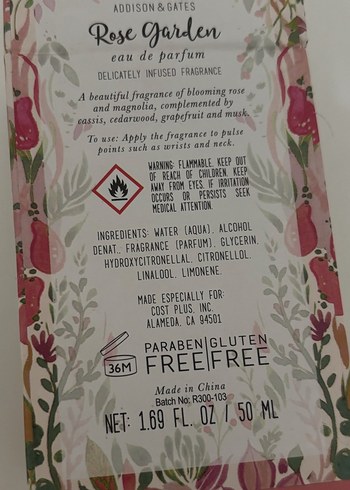 ADDISON & GATES
Rose Garden
eau de parfum
DELICATELY INFUSED FRAGRANCE
A beautiful fragrance of blooming rose
and magnolia, complemented by
cassis, cedarwood, grapefruit and musk.
To use: Apply the fragrance to pulse
points such as wrists and neck.
WARNING: FLAMMABLE. KEEP OUT
OF REACH OF CHILDREN. KEEP
AWAY FROM EYES. IF IRRITATION
OCCURS OR PERSISTS SEEK
MEDICAL ATTENTION.
INGREDIENTS: WATER (AQUA), ALCOHOL
DENAT., FRAGRANCE (PARFUM), GLYCERIN,
HYDROXYCITRONELLAL, CITRONELLOL,
LINALOOL, LIMONENE.
MADE ESPECIALLY FOR:
COST PLUS, INC.
ALAMEDA, CA 94501
36M
PARABEN FREE
GLUTEN FREE
Made in China
Batch No: R300-103
NET: 1.69 FL. OZ / 50 ML